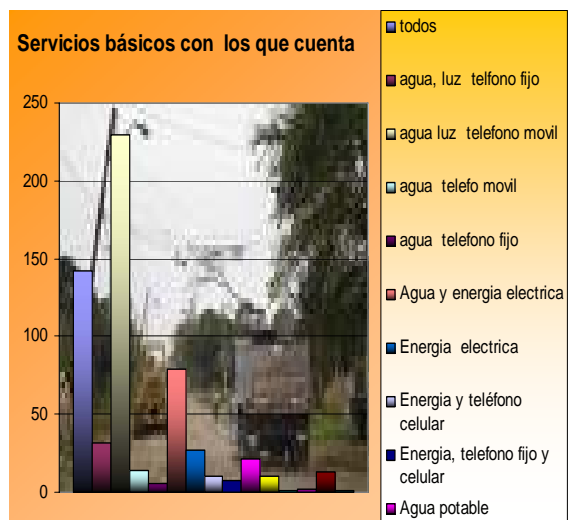 Servicios básicos con los que cuenta
250
200
150
100
50
0
todos
agua, luz telfono fijo
agua luz telefono movil
agua telefo movil
agua telefono fijo
Agua y energia electrica
Energia electrica
Energia y teléfono
celular
Energia, telefono fijo y
celular
Agua potable